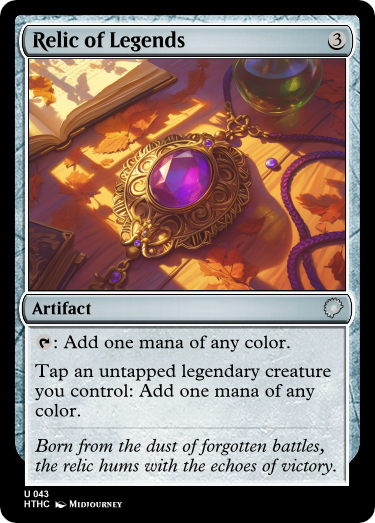 Relic of Legends 3
Artifact
: Add one mana of any color.
Tap an untapped legendary creature
you control: Add one mana of any
color.
Born from the dust of forgotten battles,
the relic hums with the echoes of victory.
U 043
HTHC Midjourney